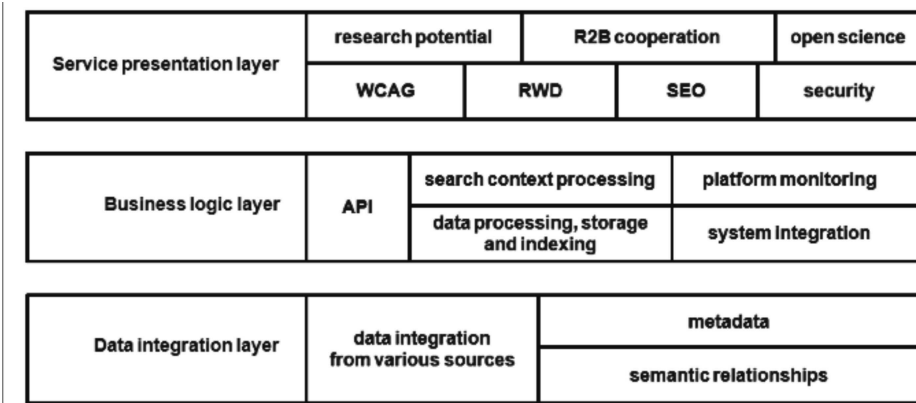 research potential R2B cooperation open science
Service presentation layer
WCAG RWD SEO security
search context processing platform monitoring
Business logic layer API
data processing, storage
and indexing
system integration
metadata
Data integration layer
data integration
from various sources
semantic relationships